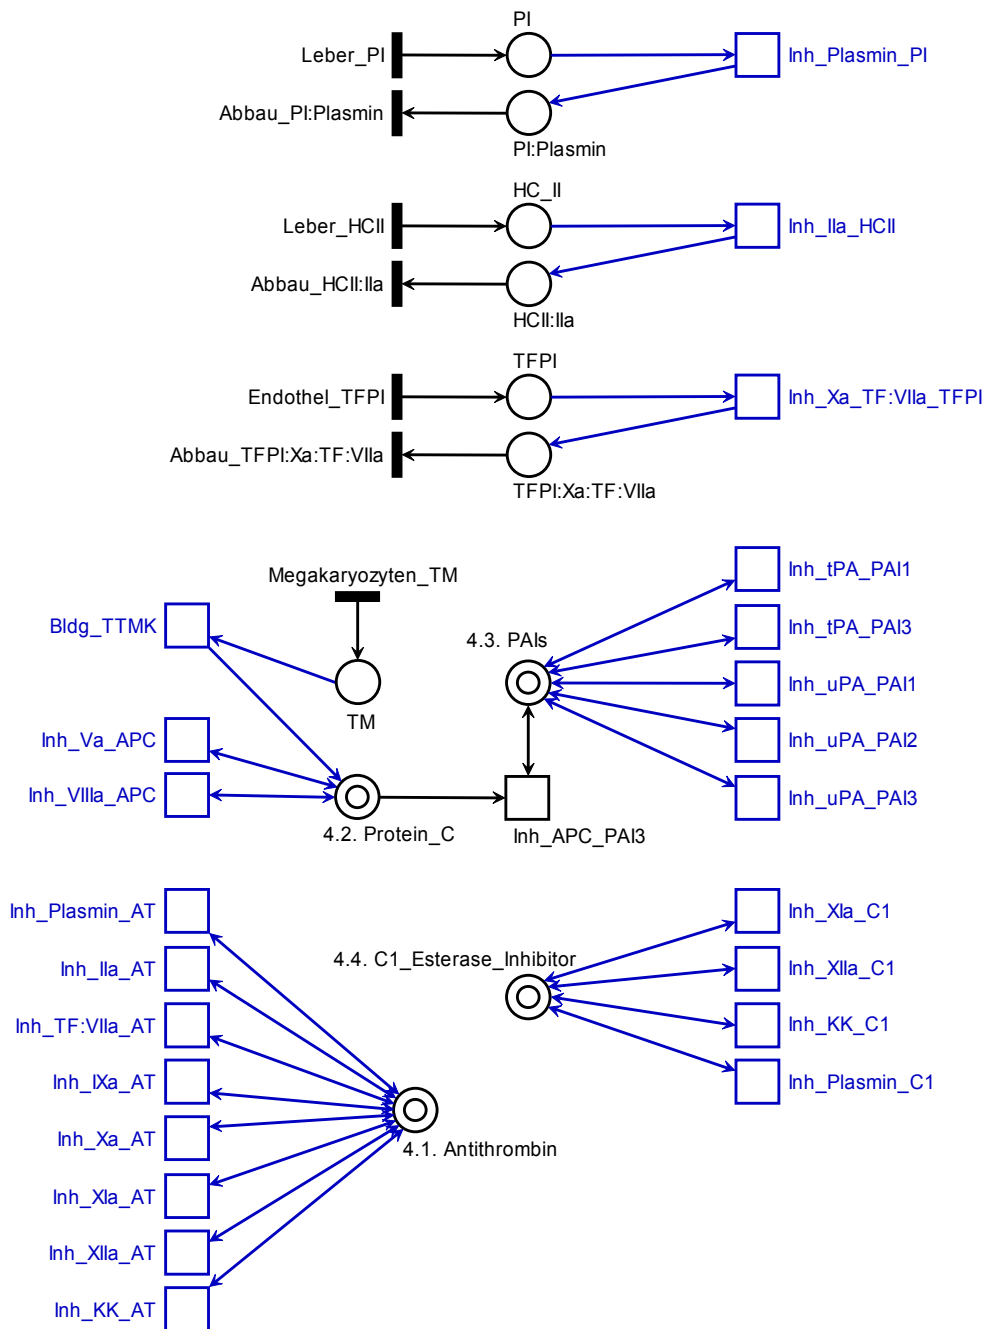 PI
Leber_PI
Inh_Plasmin_PI
Abbau_PI:Plasmin
PI:Plasmin
HC_II
Leber_HCII
Inh_IIa_HCII
Abbau_HCII:IIa
HCII:IIa
TFPI
Endothel_TFPI
Inh_Xa_TF:VIIa_TFPI
Abbau_TFPI:Xa:TF:VIIa
TFPI:Xa:TF:VIIa
Megakaryozyten_TM
Bldg_TTMK
TM
Inh_Va_APC
Inh_VIIIa_APC
4.2. Protein_C
4.3. PAIs
Inh_APC_PAI3
Inh_tPA_PAI1
Inh_tPA_PAI3
Inh_uPA_PAI1
Inh_uPA_PAI2
Inh_uPA_PAI3
Inh_Plasmin_AT
Inh_IIa_AT
Inh_TF:VIIa_AT
Inh_IXa_AT
Inh_Xa_AT
Inh_XIa_AT
Inh_XIIa_AT
Inh_KK_AT
4.1. Antithrombin
4.4. C1_Esterase_Inhibitor
Inh_XIa_C1
Inh_XIIa_C1
Inh_KK_C1
Inh_Plasmin_C1